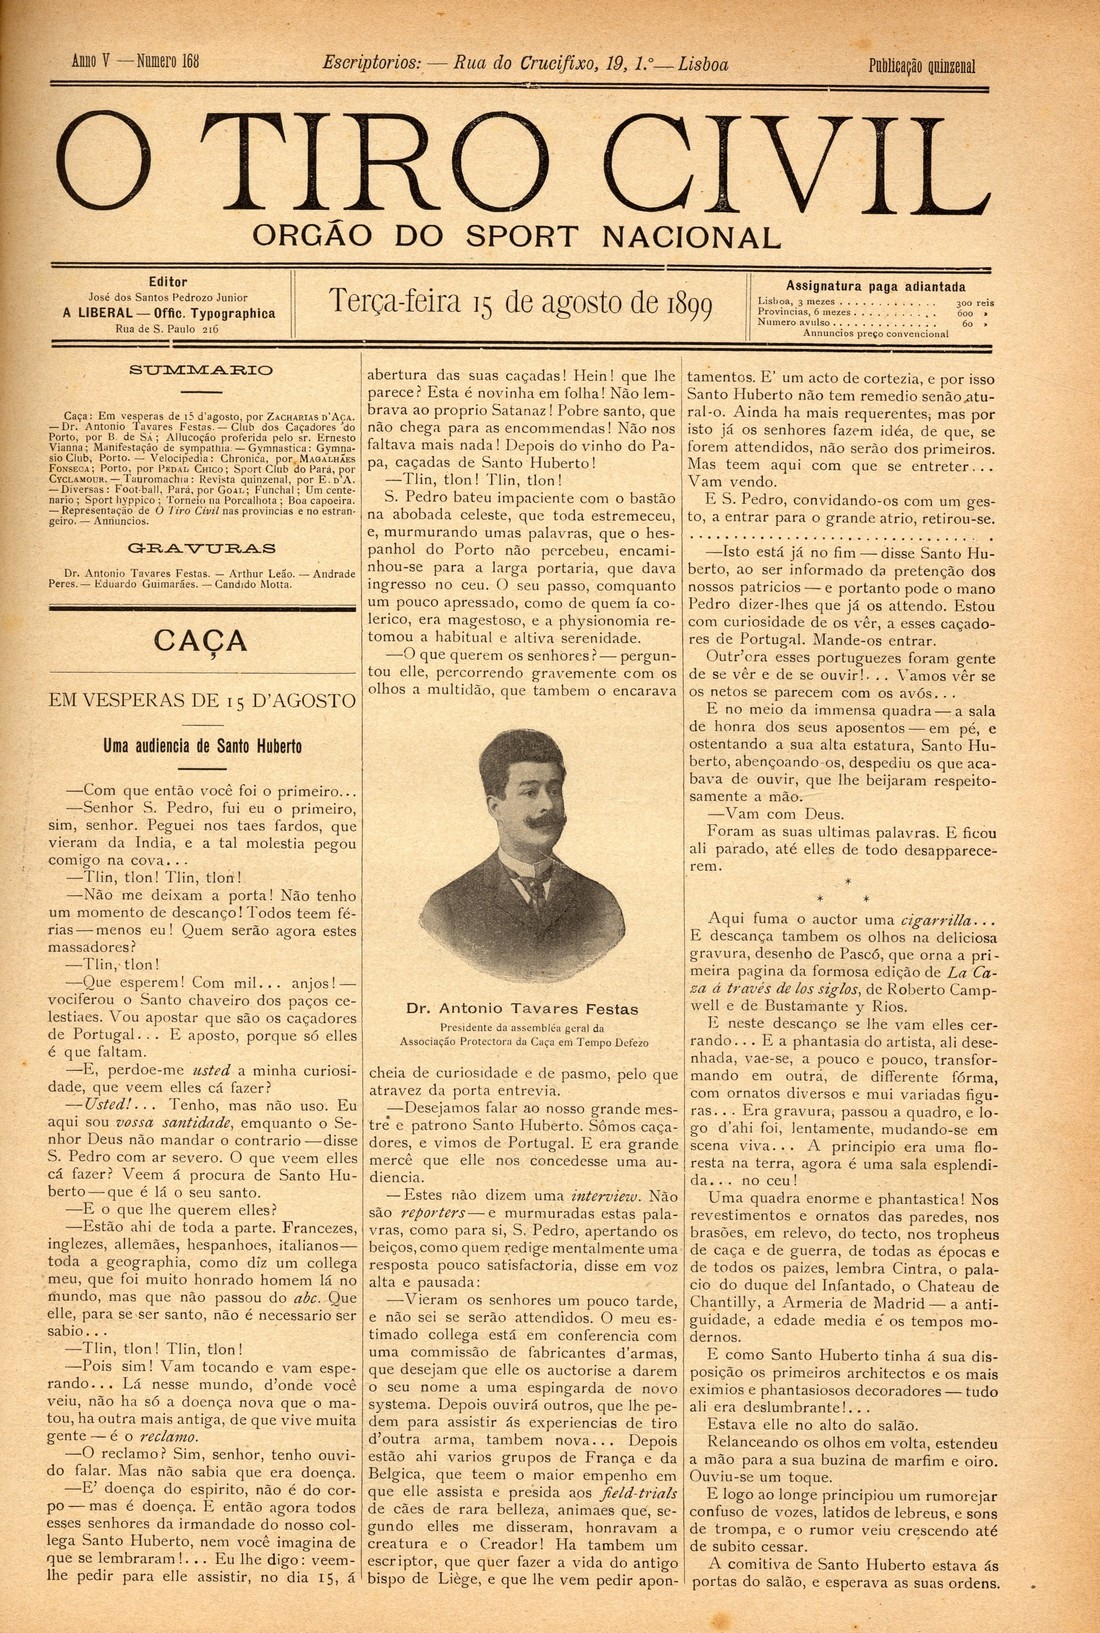 Anno V — Numero 168
Escriptorios: — Rua do Crucifixo, 19, 1.º — Lisboa
Publicação quinzenal
O TIRO CIVIL
ORGÃO DO SPORT NACIONAL
Editor
José dos Santos Pedrozo Junior
A LIBERAL — Offic. Typographica
Rua de S. Paulo 216
Terça-feira 15 de agosto de 1899
Assignatura paga adiantada
Lisboa, 3 mezes . . . . . . . . . . . . 300 reis
Provincias, 6 mezes . . . . . . . . . . 600 »
Numero avulso . . . . . . . . . . . . . 60 »
Annuncios preço convencional
SUMMARIO
Caça: Em vesperas de 15 d'agosto, por ZACHARIAS D'AÇA.
— Dr. Antonio Tavares Festas. — Club dos Caçadores do
Porto, por B. DE SÁ; Allucoção proferida pelo sr. Ernesto
Vianna; Manifestação de sympathia. — Gymnastica: Gymna-
sio Club, Porto. — Velocipedia: Chronica, por MAGALHÃES
FONSECA; Porto, por PEDAL CHICO; Sport Club do Pará, por
CYCLAMOUR. — Tauromachia: Revista quinzenal, por E. D'A.
— Diversas: Foot-ball, Pará, por GOAL; Funchal; Um cente-
nario; Sport hyppico; Torneio na Porcalhota; Boa capoeira.
— Representação de O Tiro Civil nas provincias e no estran-
geiro. — Annuncios.
GRAVURAS
Dr. Antonio Tavares Festas. — Arthur Leão. — Andrade
Peres. — Eduardo Guimarães. — Candido Motta.
CAÇA
EM VESPERAS DE 15 D'AGOSTO
Uma audiencia de Santo Huberto
—Com que então você foi o primeiro...
—Senhor S. Pedro, fui eu o primeiro,
sim, senhor. Peguei nos taes fardos, que
vieram da India, e a tal molestia pegou
comigo na cova...
—Tlin, tlon! Tlin, tlon!
—Não me deixam a porta! Não tenho
um momento de descanço! Todos teem fé-
rias — menos eu! Quem serão agora estes
massadores?
—Tlin, tlon!
—Que esperem! Com mil... anjos! —
vociferou o Santo chaveiro dos paços ce-
lestiaes. Vou apostar que são os caçadores
de Portugal... E aposto, porque só elles
é que faltam.
—E, perdoe-me usted a minha curiosi-
dade, que veem elles cá fazer?
—Usted!... Tenho, mas não uso. Eu
aqui sou vossa santidade, emquanto o Se-
nhor Deus não mandar o contrario — disse
S. Pedro com ar severo. O que veem elles
cá fazer? Veem á procura de Santo Hu-
berto — que é lá o seu santo.
—E o que lhe querem elles?
—Estão ahi de toda a parte. Francezes,
inglezes, allemães, hespanhoes, italianos —
toda a geographia, como diz um collega
meu, que foi muito honrado homem lá no
mundo, mas que não passou do abc. Que
elle, para se ser santo, não é necessario ser
sabio...
—Tlin, tlon! Tlin, tlon!
—Pois sim! Vam tocando e vam espe-
rando... Lá nesse mundo, d'onde você
veiu, não ha só a doença nova que o ma-
tou, ha outra mais antiga, de que vive muita
gente — é o reclamo.
—O reclamo? Sim, senhor, tenho ouvi-
do falar. Mas não sabia que era doença.
—E' doença do espirito, não é do cor-
po — mas é doença. E então agora todos
esses senhores da irmandade do nosso col-
lega Santo Huberto, nem você imagina de
que se lembraram!... Eu lhe digo: veem-
lhe pedir para elle assistir, no dia 15, á
abertura das suas caçadas! Hein! que lhe
parece? Esta é novinha em folha! Não lem-
brava ao proprio Satanaz! Pobre santo, que
não chega para as encommendas! Não nos
faltava mais nada! Depois do vinho do Pa-
pa, caçadas de Santo Huberto!
—Tlin, tlon! Tlin, tlon!
S. Pedro bateu impaciente com o bastão
na abobada celeste, que toda estremeceu,
e, murmurando umas palavras, que o hes-
panhol do Porto não percebeu, encami-
nhou-se para a larga portaria, que dava
ingresso no ceu. O seu passo, comquanto
um pouco apressado, como de quem ía co-
lerico, era magestoso, e a physionomia re-
tomou a habitual e altiva serenidade.
—O que querem os senhores? — pergun-
tou elle, percorrendo gravemente com os
olhos a multidão, que tambem o encarava
Dr. Antonio Tavares Festas
Presidente da assembléa geral da
Associação Protectora da Caça em Tempo Defezo
cheia de curiosidade e de pasmo, pelo que
atravez da porta entrevia.
—Desejamos falar ao nosso grande mes-
tre e patrono Santo Huberto. Sômos caça-
dores, e vimos de Portugal. E era grande
mercê que elle nos concedesse uma au-
diencia.
—Estes não dizem uma interview. Não
são reporters — e murmuradas estas pala-
vras, como para si, S. Pedro, apertando os
beiços, como quem redige mentalmente uma
resposta pouco satisfactoria, disse em voz
alta e pausada:
—Vieram os senhores um pouco tarde,
e não sei se serão attendidos. O meu es-
timado collega está em conferencia com
uma commissão de fabricantes d'armas,
que desejam que elle os auctorise a darem
o seu nome a uma espingarda de novo
systema. Depois ouvirá outros, que lhe pe-
dem para assistir ás experiencias de tiro
d'outra arma, tambem nova... Depois
estão ahi varios grupos de França e da
Belgica, que teem o maior empenho em
que elle assista e presida aos field-trials
de cães de rara belleza, animaes que, se-
gundo elles me disseram, honravam a
creatura e o Creador! Ha tambem um
escriptor, que quer fazer a vida do antigo
bispo de Liège, e que lhe vem pedir apon-
tamentos. E' um acto de cortezia, e por isso
Santo Huberto não tem remedio senão atu-
ral-o. Ainda ha mais requerentes, mas por
isto já os senhores fazem idéa, de que, se
forem attendidos, não serão dos primeiros.
Mas teem aqui com que se entreter...
Vam vendo.
E S. Pedro, convidando-os com um ges-
to, a entrar para o grande atrio, retirou-se.
. . . . . . . . . . . . . . . . . . . . . . . . . . . . . .
—Isto está já no fim — disse Santo Hu-
berto, ao ser informado da pretenção dos
nossos patricios — e portanto pode o mano
Pedro dizer-lhes que já os attendo. Estou
com curiosidade de os vêr, a esses caçado-
res de Portugal. Mande-os entrar.
Outr'ora esses portuguezes foram gente
de se vêr e de se ouvir!... Vamos vêr se
os netos se parecem com os avós...
E no meio da immensa quadra — a sala
de honra dos seus aposentos — em pé, e
ostentando a sua alta estatura, Santo Hu-
berto, abençoando-os, despediu os que aca-
bava de ouvir, que lhe beijaram respeito-
samente a mão.
—Vam com Deus.
Foram as suas ultimas palavras. E ficou
ali parado, até elles de todo desapparece-
rem.
*
* *
Aqui fuma o auctor uma cigarrilla...
E descança tambem os olhos na deliciosa
gravura, desenho de Pascó, que orna a pri-
meira pagina da formosa edição de La Ca-
za á través de los siglos, de Roberto Camp-
well e de Bustamante y Rios.
E neste descanço se lhe vam elles cer-
rando... E a phantasia do artista, ali dese-
nhada, vae-se, a pouco e pouco, transfor-
mando em outra, de differente fórma,
com ornatos diversos e mui variadas figu-
ras... Era gravura, passou a quadro, e lo-
go d'ahi foi, lentamente, mudando-se em
scena viva... A principio era uma flo-
resta na terra, agora é uma sala esplendi-
da... no ceu!
Uma quadra enorme e phantastica! Nos
revestimentos e ornatos das paredes, nos
brasões, em relevo, do tecto, nos tropheus
de caça e de guerra, de todas as épocas e
de todos os paizes, lembra Cintra, o pala-
cio do duque del Infantado, o Chateau de
Chantilly, a Armeria de Madrid — a anti-
guidade, a edade media e os tempos mo-
dernos.
E como Santo Huberto tinha á sua dis-
posição os primeiros architectos e os mais
eximios e phantasiosos decoradores — tudo
ali era deslumbrante!...
Estava elle no alto do salão.
Relanceando os olhos em volta, estendeu
a mão para a sua buzina de marfim e oiro.
Ouviu-se um toque.
E logo ao longe principiou um rumorejar
confuso de vozes, latidos de lebreus, e sons
de trompa, e o rumor veiu crescendo até
de subito cessar.
A comitiva de Santo Huberto estava ás
portas do salão, e esperava as suas ordens.